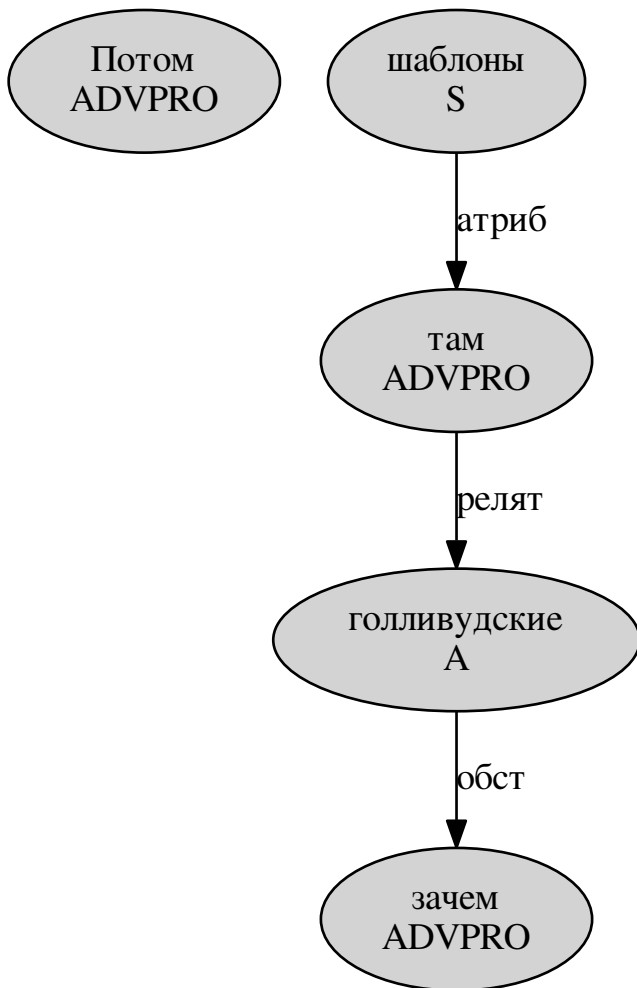 Потом
ADVPRO
шаблоны
S
атриб
там
ADVPRO
релят
голливудские
A
обст
зачем
ADVPRO